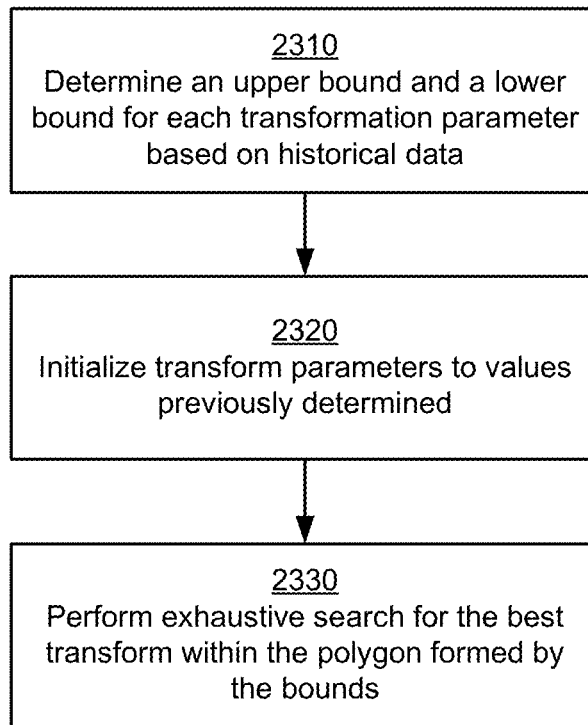 2310
Determine an upper bound and a lower
bound for each transformation parameter
based on historical data
2320
Initialize transform parameters to values
previously determined
2330
Perform exhaustive search for the best
transform within the polygon formed by
the bounds